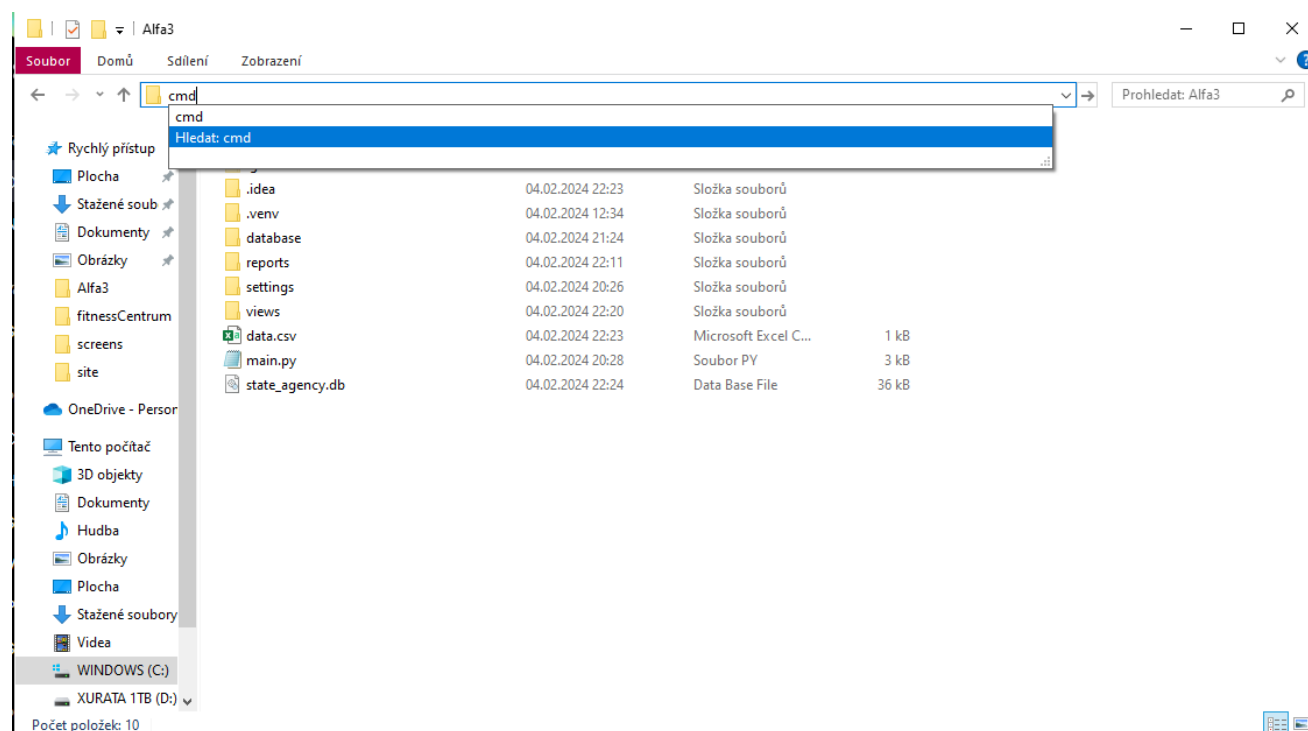 Alfa3
Soubor Domů Sdílení Zobrazení
cmd
Prohledat: Alfa3
cmd
Hledat: cmd
Rychlý přístup
Plocha
Stažené soub
Dokumenty
Obrázky
Alfa3
fitnessCentrum
screens
site
OneDrive - Person
Tento počítač
3D objekty
Dokumenty
Hudba
Obrázky
Plocha
Stažené soubory
Videa
WINDOWS (C:)
XURATA 1TB (D:)
.idea 04.02.2024 22:23 Složka souborů
.venv 04.02.2024 12:34 Složka souborů
database 04.02.2024 21:24 Složka souborů
reports 04.02.2024 22:11 Složka souborů
settings 04.02.2024 20:26 Složka souborů
views 04.02.2024 22:20 Složka souborů
data.csv 04.02.2024 22:23 Microsoft Excel C... 1 kB
main.py 04.02.2024 20:28 Soubor PY 3 kB
state_agency.db 04.02.2024 22:24 Data Base File 36 kB
Počet položek: 10